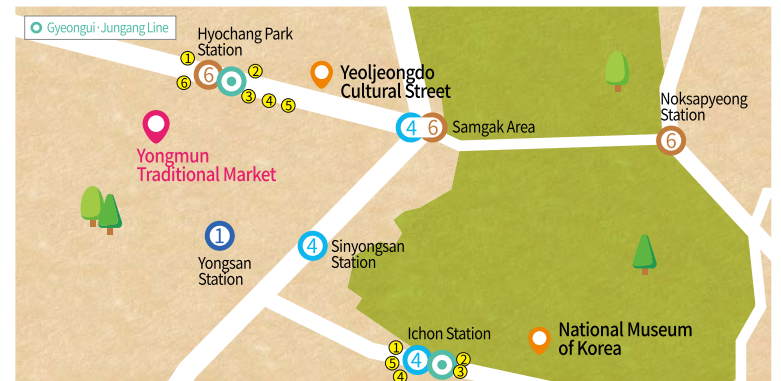 Gyeongui·Jungang Line
Hyochang Park
Station
1
6
6
2
3
4
5
Yeoljeongdo
Cultural Street
Noksapyeong
Station
6
4
6
Samgak Area
Yongmun
Traditional Market
1
Yongsan
Station
4
Sinyongsan
Station
Ichon Station
1
5
4
4
2
3
National Museum
of Korea